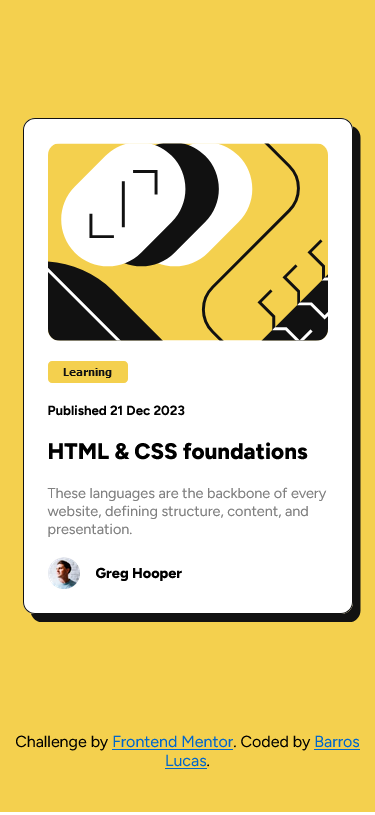 Learning
Published 21 Dec 2023
HTML & CSS foundations
These languages are the backbone of every
website, defining structure, content, and
presentation.
Greg Hooper
Challenge by Frontend Mentor. Coded by Barros
Lucas.